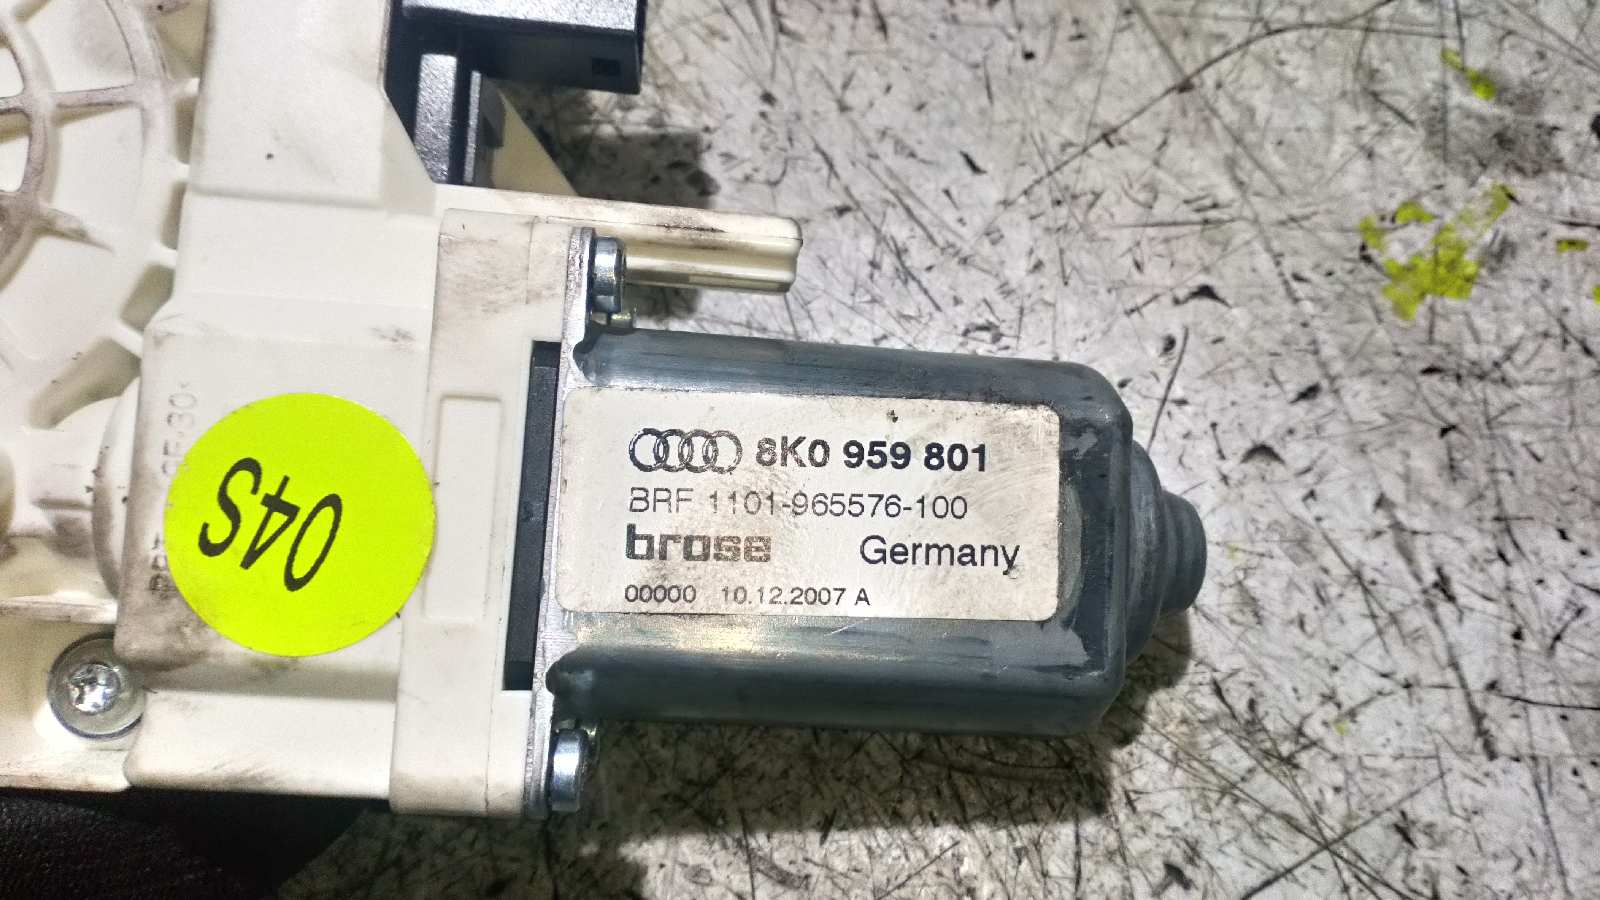 8K0 959 801
BRF 1101-965576-100
brose Germany
00000 10.12.2007 A
04S